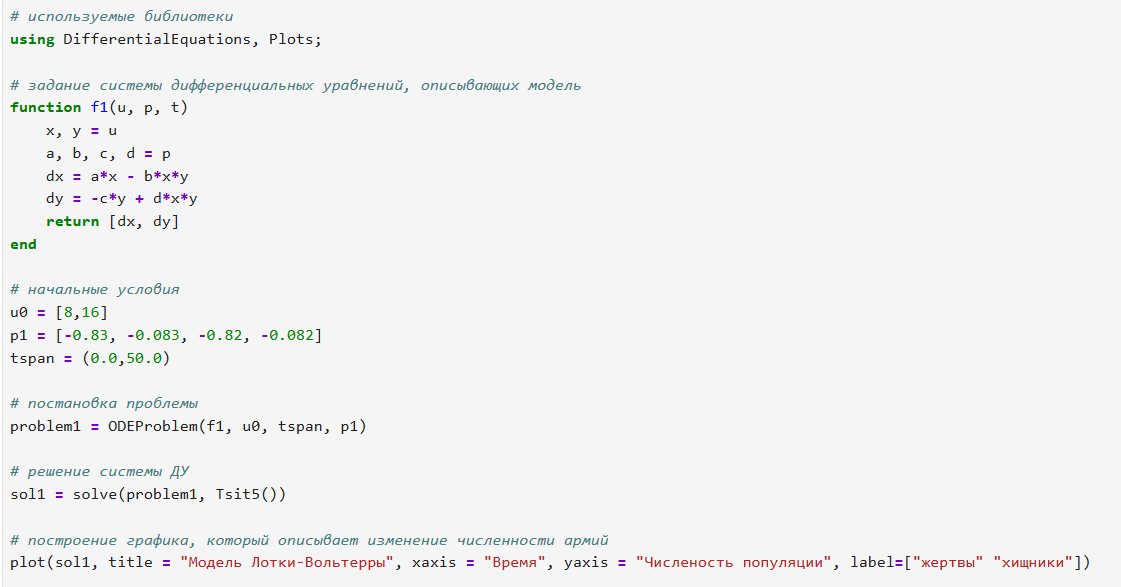 # используемые библиотеки
using DifferentialEquations, Plots;
# задание системы дифференциальных уравнений, описывающих модель
function f1(u, p, t)
    x, y = u
    a, b, c, d = p
    dx = a*x - b*x*y
    dy = -c*y + d*x*y
    return [dx, dy]
end
# начальные условия
u0 = [8,16]
p1 = [-0.83, -0.083, -0.82, -0.082]
tspan = (0.0,50.0)
# постановка проблемы
problem1 = ODEProblem(f1, u0, tspan, p1)
# решение системы ДУ
sol1 = solve(problem1, Tsit5())
# построение графика, который описывает изменение численности армий
plot(sol1, title = "Модель Лотки-Вольтерры", xaxis = "Время", yaxis = "Численость популяции", label=["жертвы" "хищники"])